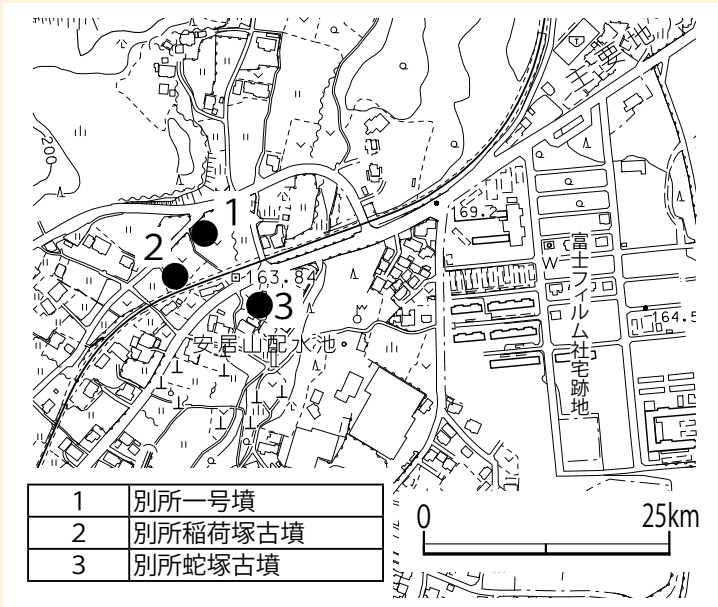 200
1
169.2
2
163.84
3
富士フィルム社宅跡地
W
164.5
安居山配水池
1 別所一号墳
2 別所稲荷塚古墳
3 別所蛇塚古墳
0 25km